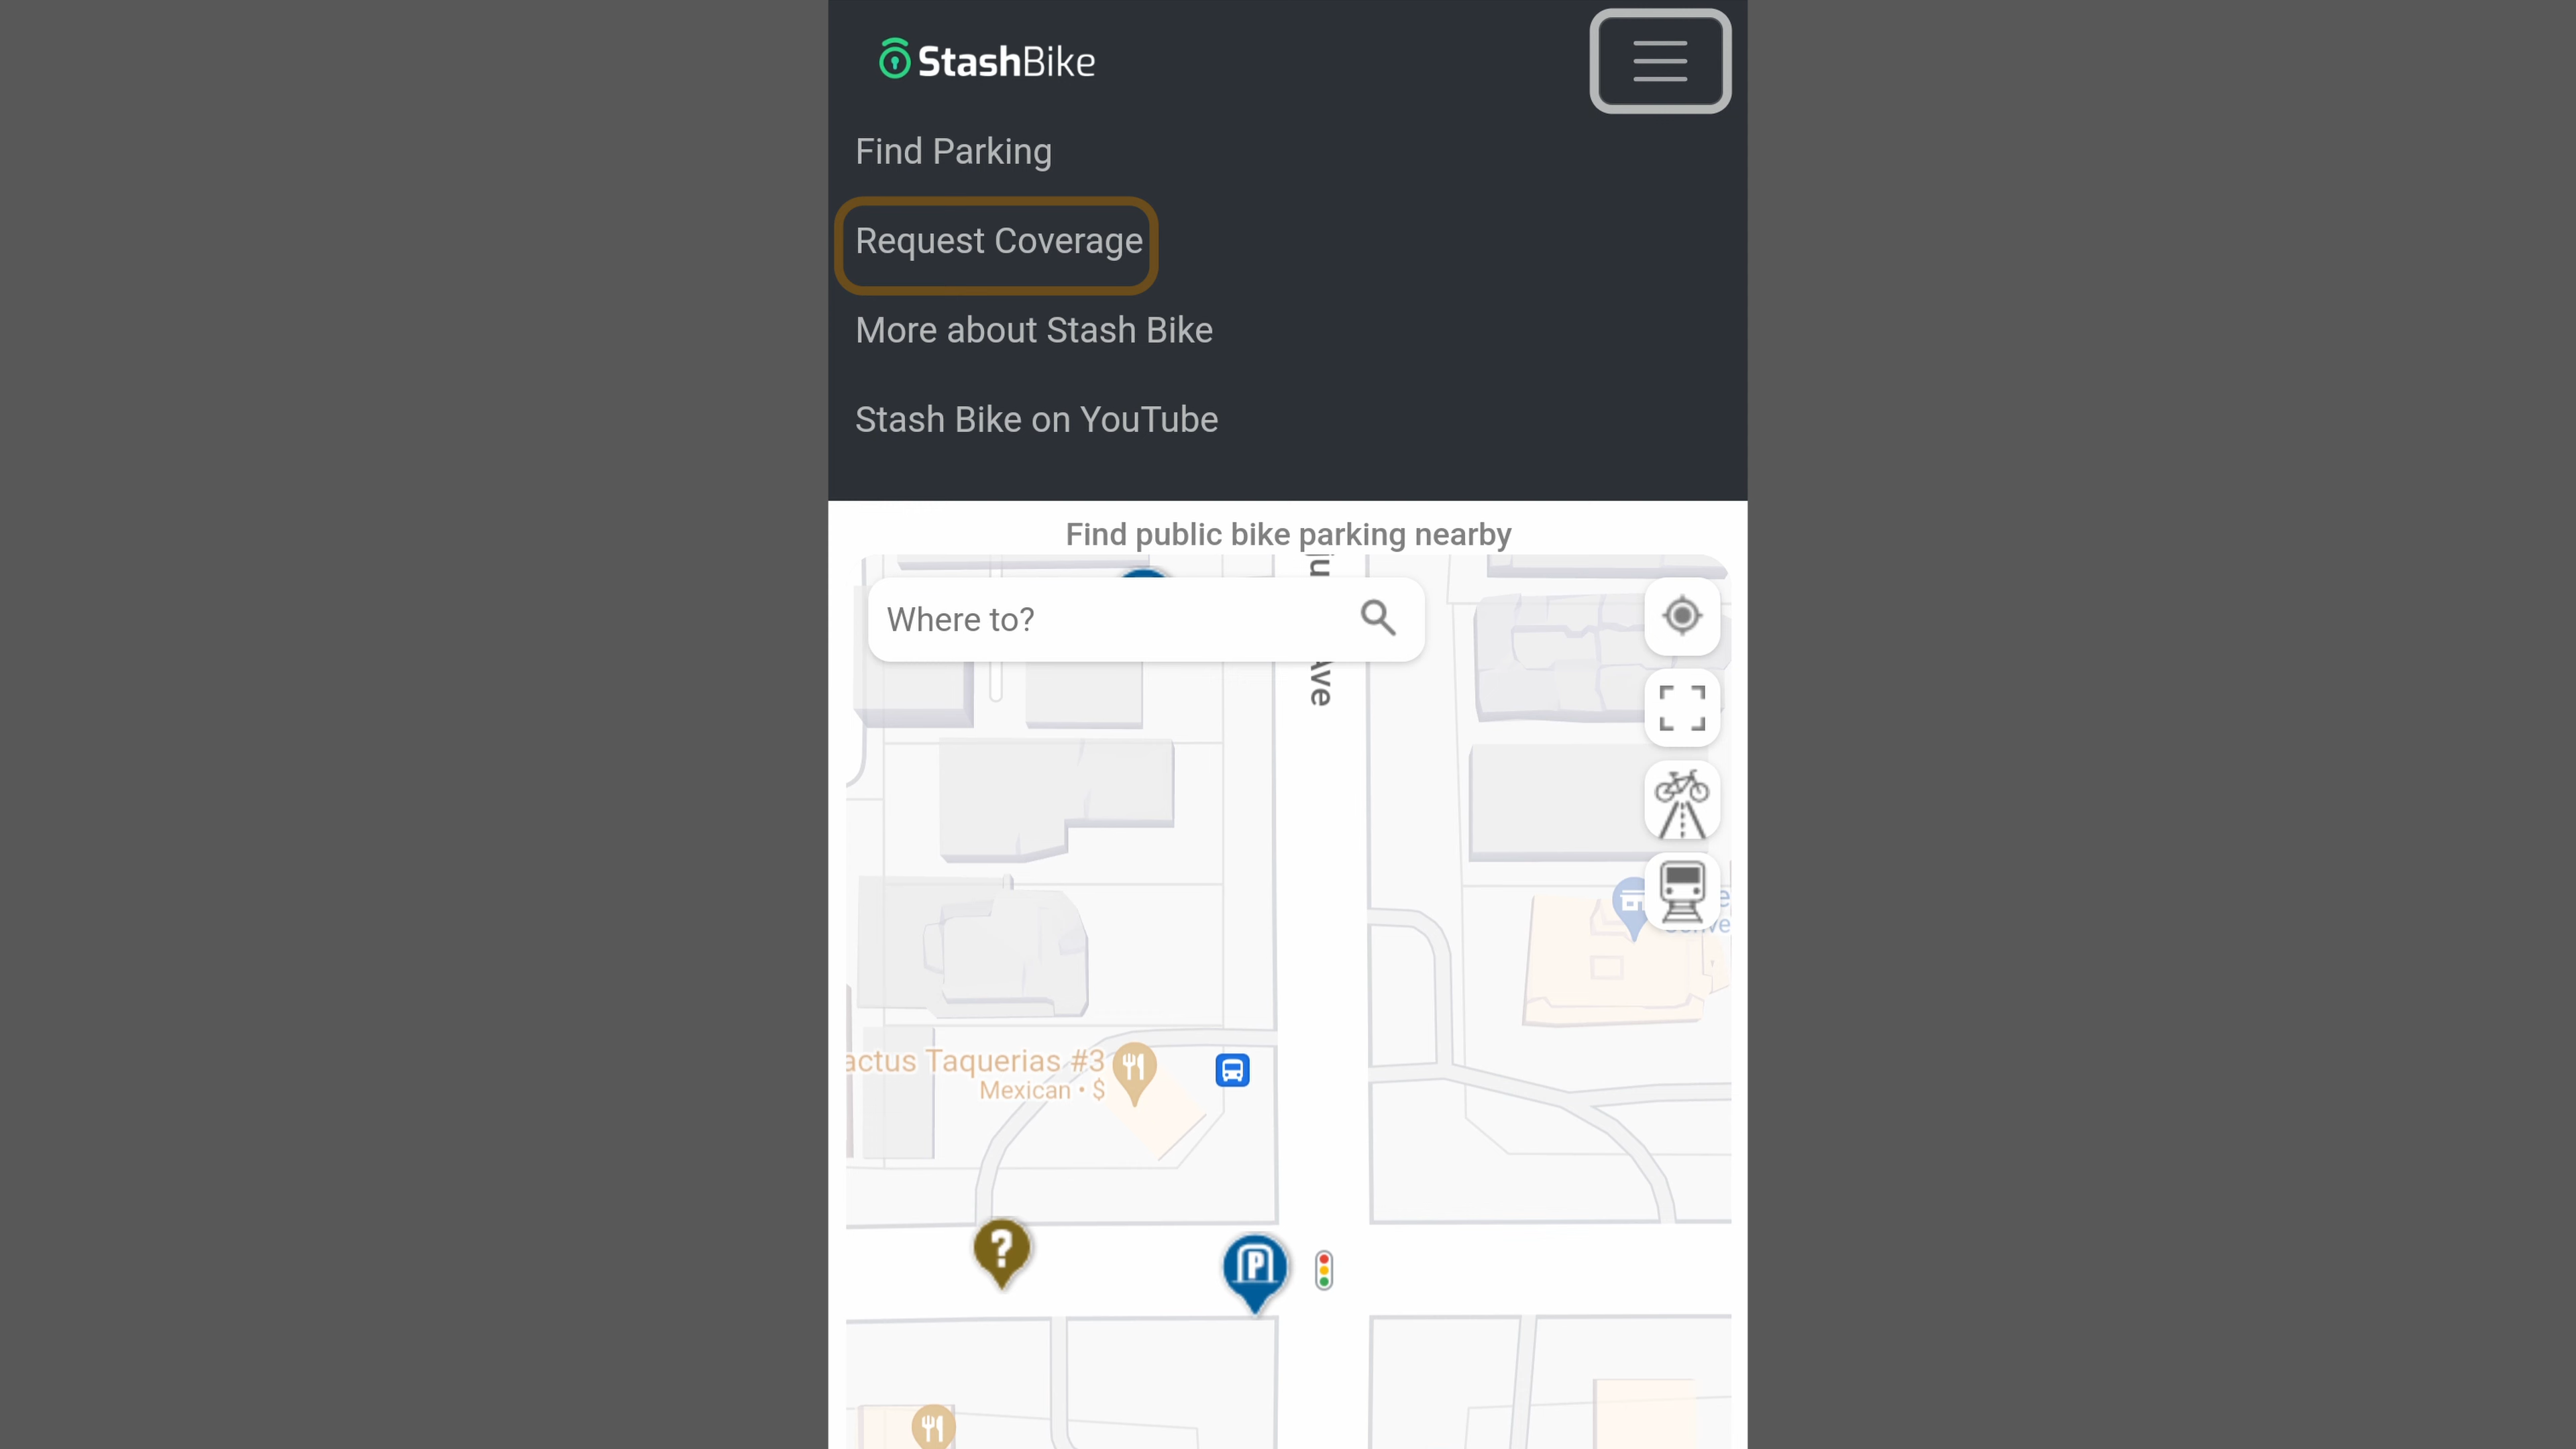 StashBike
Find Parking
Request Coverage
More about Stash Bike
Stash Bike on YouTube
Find public bike parking nearby
Where to?
Ave
actus Taquerias #3
Mexican • $
?
P